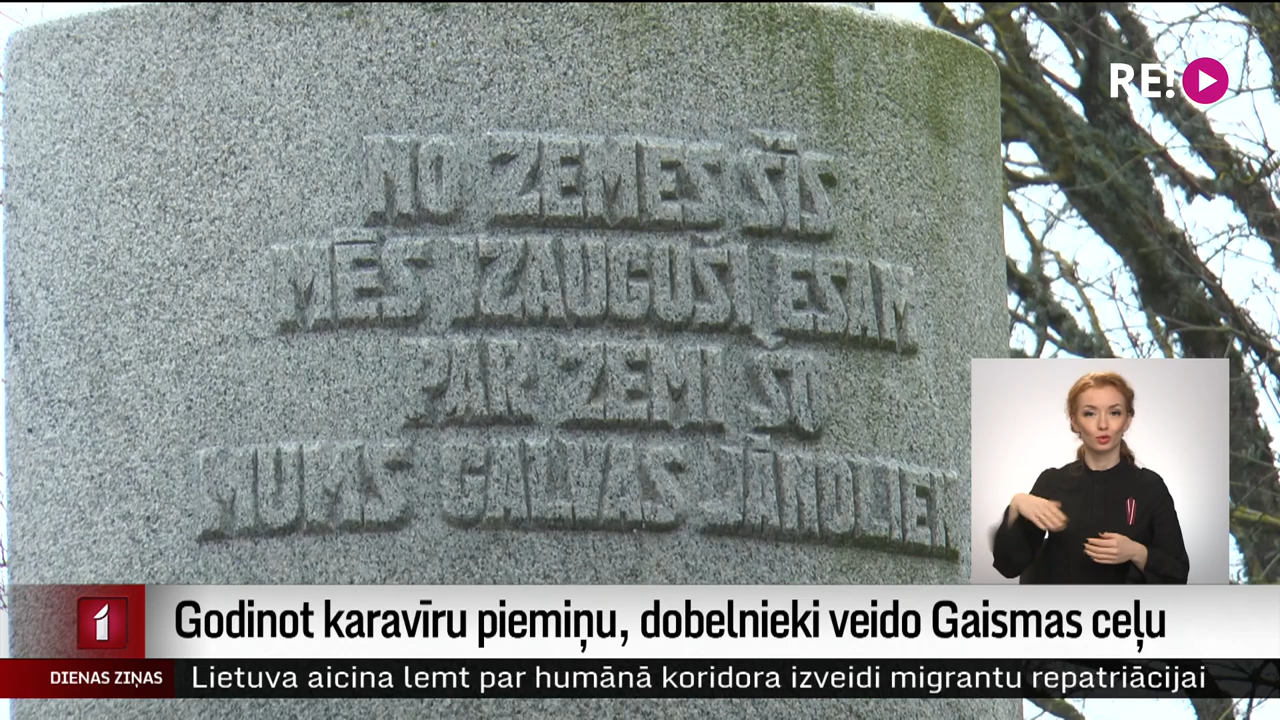 RE!
NO ZEMES ŠĪS
MĒS IZAUGUŠI ESAM
PAR ZEMI ŠO
MUMS GALVAS JĀNOLIEK
1
Godinot karavīru piemiņu, dobelnieki veido Gaismas ceļu
DIENAS ZIŅAS
Lietuva aicina lemt par humānā koridora izveidi migrantu repatriācijai